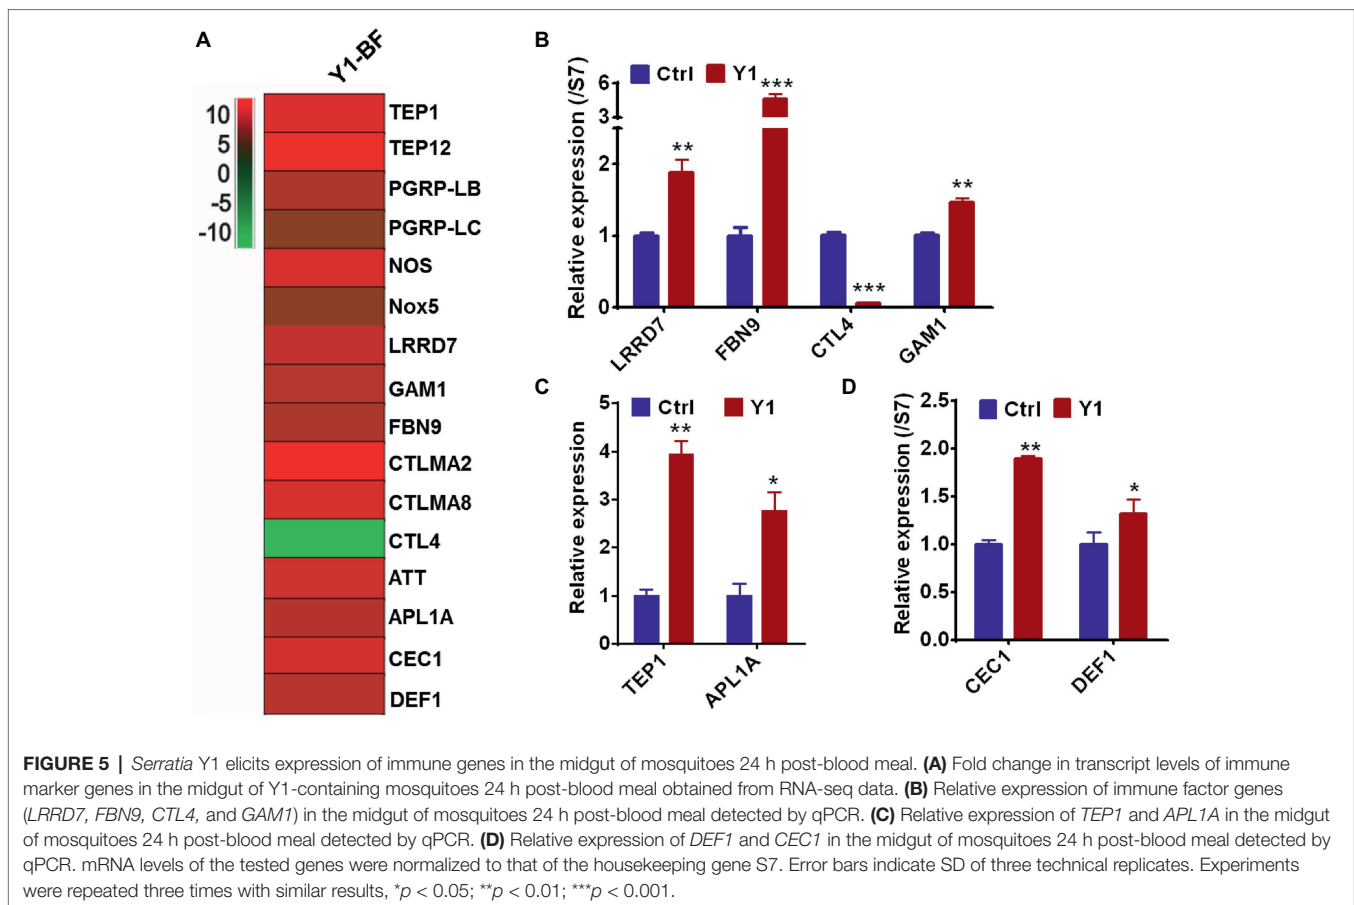 A
Y1-BF
10
5
0
-5
-10
TEP1
TEP12
PGRP-LB
PGRP-LC
NOS
Nox5
LRRD7
GAM1
FBN9
CTLMA2
CTLMA8
CTL4
ATT
APL1A
CEC1
DEF1
B
Ctrl Y1
Relative expression (/S7)
6
3
2
1
0
**
***
***
**
LRRD7
FBN9
CTL4
GAM1
C
Ctrl Y1
Relative expression
5
4
3
2
1
0
**
*
TEP1
APL1A
D
Ctrl Y1
Relative expression (/S7)
2.5
2.0
1.5
1.0
0.5
0.0
**
*
CEC1
DEF1
FIGURE 5 | Serratia Y1 elicits expression of immune genes in the midgut of mosquitoes 24 h post-blood meal. (A) Fold change in transcript levels of immune
marker genes in the midgut of Y1-containing mosquitoes 24 h post-blood meal obtained from RNA-seq data. (B) Relative expression of immune factor genes
(LRRD7, FBN9, CTL4, and GAM1) in the midgut of mosquitoes 24 h post-blood meal detected by qPCR. (C) Relative expression of TEP1 and APL1A in the midgut
of mosquitoes 24 h post-blood meal detected by qPCR. (D) Relative expression of DEF1 and CEC1 in the midgut of mosquitoes 24 h post-blood meal detected by
qPCR. mRNA levels of the tested genes were normalized to that of the housekeeping gene S7. Error bars indicate SD of three technical replicates. Experiments
were repeated three times with similar results, *p < 0.05; **p < 0.01; ***p < 0.001.